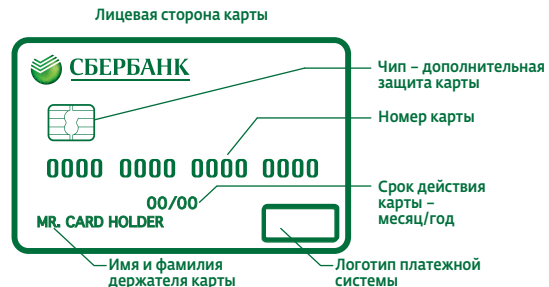 Лицевая сторона карты
СБЕРБАНК
Чип – дополнительная
защита карты
Номер карты
0000 0000 0000 0000
Срок действия
карты –
месяц/год
00/00
MR. CARD HOLDER
Имя и фамилия
держателя карты
Логотип платежной
системы